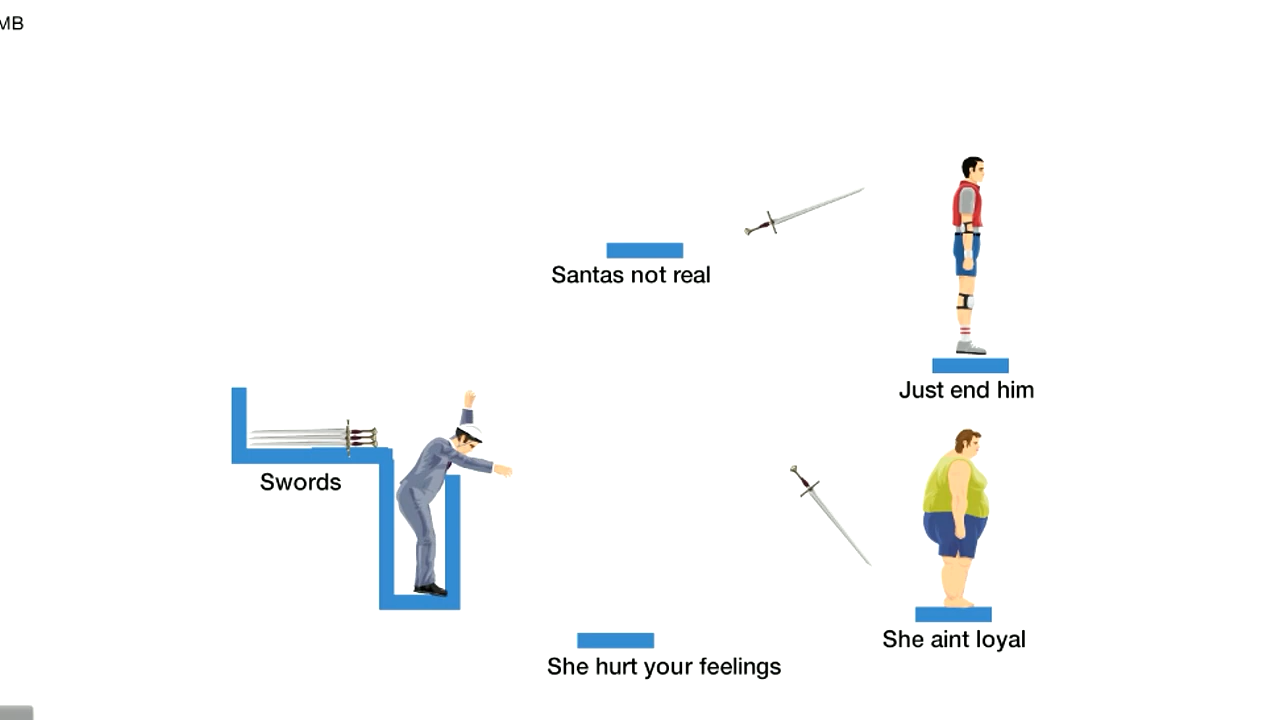 MB
Santas not real
Just end him
Swords
She aint loyal
She hurt your feelings